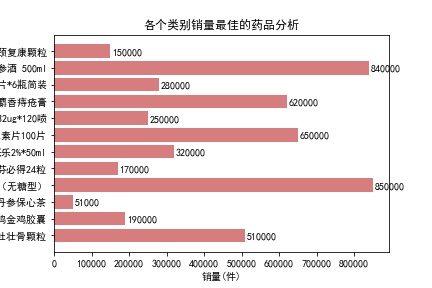 各个类别销量最佳的药品分析
颈复康颗粒 150000
参酒 500ml 840000
片*6瓶简装 280000
麝香痔疮膏 620000
32ug*120喷 250000
素片100片 650000
乐2%*50ml 320000
芬必得24粒 170000
(无糖型) 850000
丹参保心茶 51000
鸡金鸡胶囊 190000
壮骨颗粒 510000
0 100000 200000 300000 400000 500000 600000 700000 800000
销量(件)